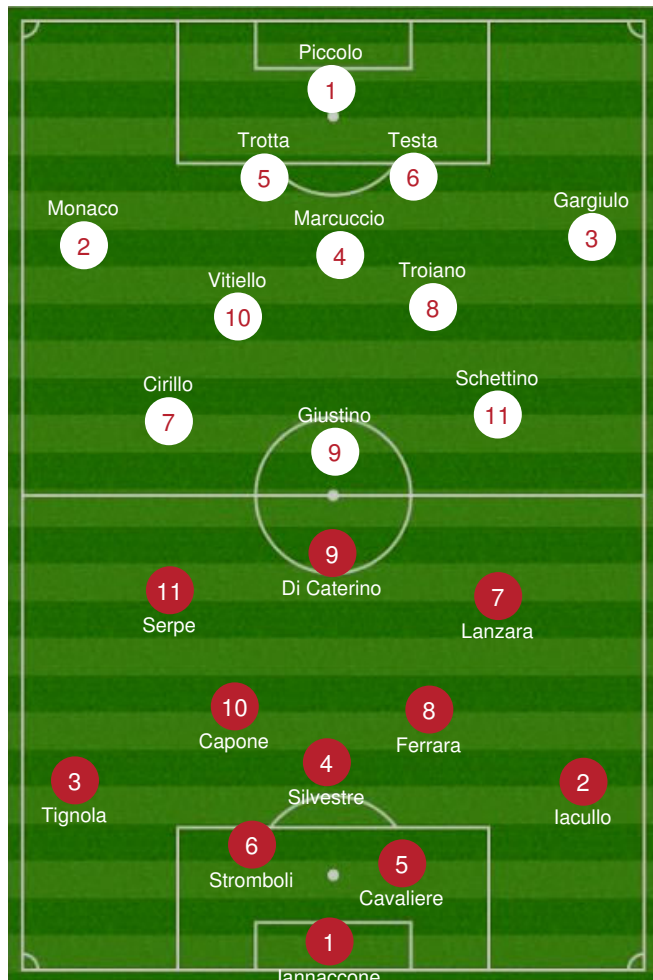 Piccolo
1
Trotta
Testa
5
6
Monaco
Gargiulo
2
3
Marcuccio
4
Vitiello
Troiano
10
8
Cirillo
Schettino
7
11
Giustino
9
9
Di Caterino
11
7
Serpe
Lanzara
10
8
Capone
Ferrara
4
Silvestre
3
2
Tignola
Iacullo
6
5
Stromboli
Cavaliere
1
Iannaccone